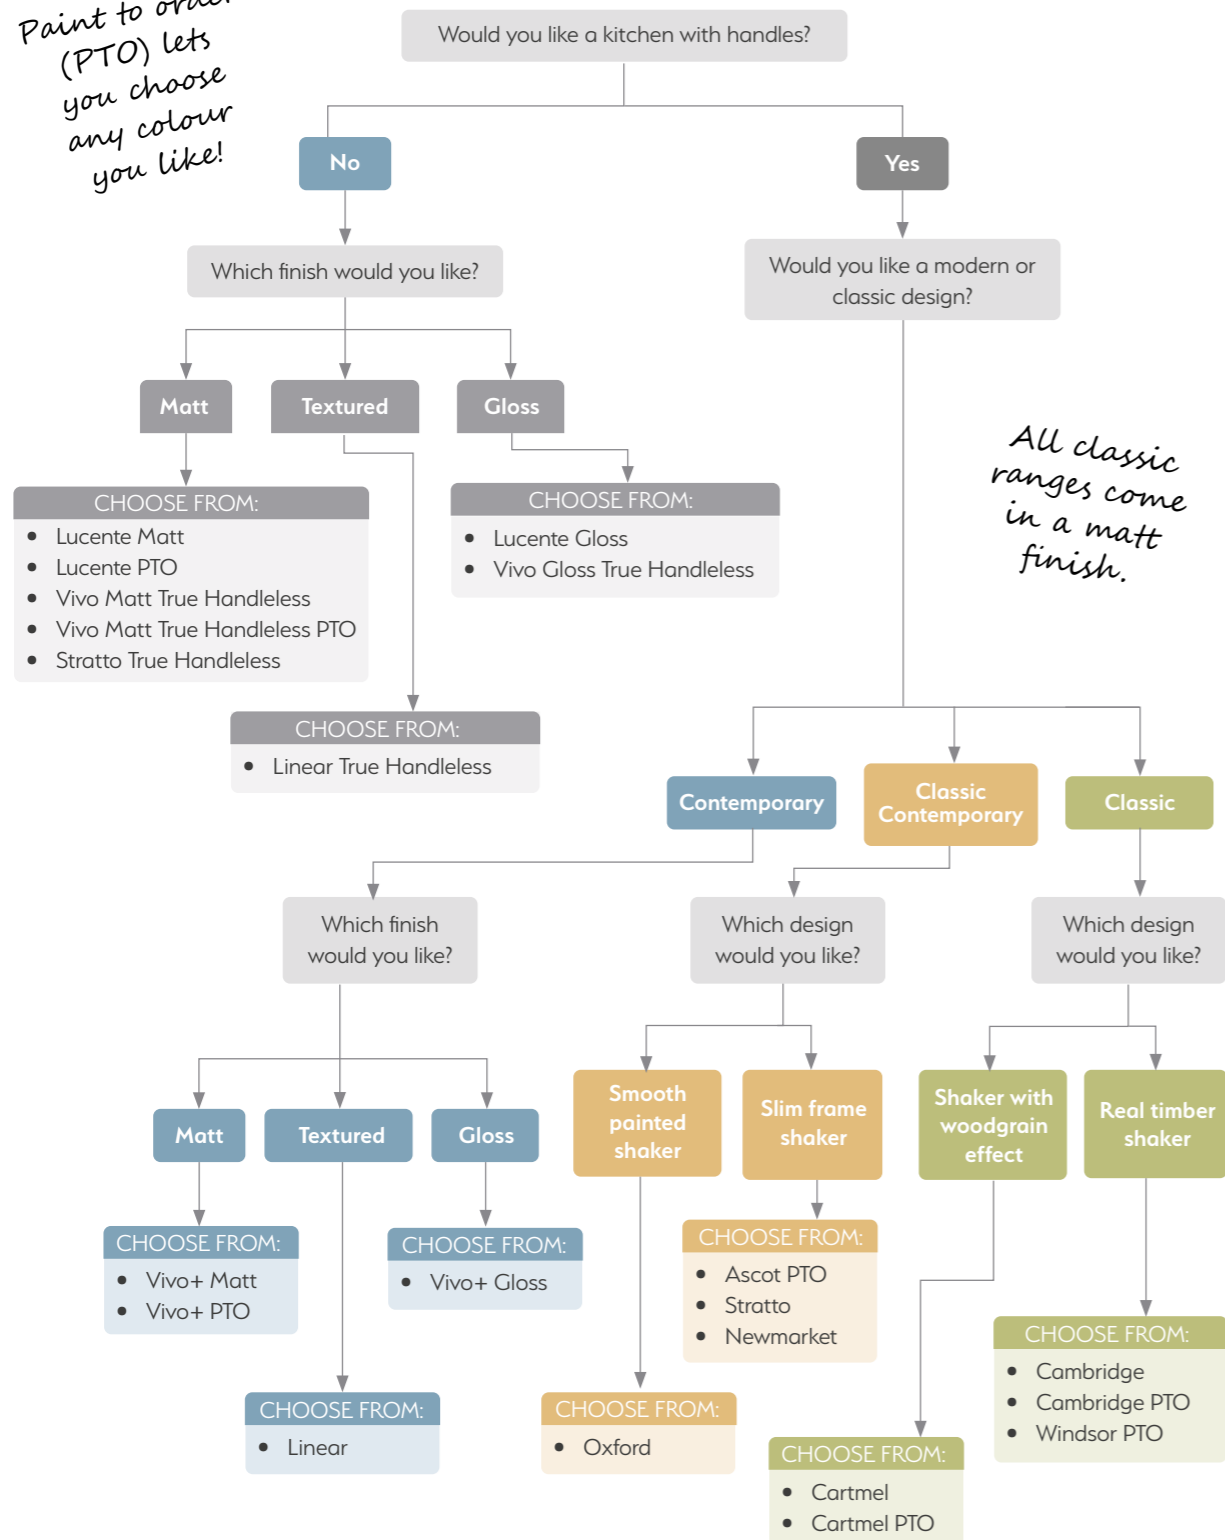 Paint to order
(PTO) lets
you choose
any colour
you like!
Would you like a kitchen with handles?
No
Yes
Which finish would you like?
Would you like a modern or
classic design?
Matt
Textured
Gloss
CHOOSE FROM:
• Lucente Matt
• Lucente PTO
• Vivo Matt True Handleless
• Vivo Matt True Handleless PTO
• Stratto True Handleless
CHOOSE FROM:
• Lucente Gloss
• Vivo Gloss True Handleless
All classic
ranges come
in a matt
finish.
CHOOSE FROM:
• Linear True Handleless
Contemporary
Classic
Contemporary
Classic
Which finish
would you like?
Which design
would you like?
Which design
would you like?
Matt
Textured
Gloss
Smooth
painted
shaker
Slim frame
shaker
Shaker with
woodgrain
effect
Real timber
shaker
CHOOSE FROM:
• Vivo+ Matt
• Vivo+ PTO
CHOOSE FROM:
• Vivo+ Gloss
CHOOSE FROM:
• Ascot PTO
• Stratto
• Newmarket
CHOOSE FROM:
• Cambridge
• Cambridge PTO
• Windsor PTO
CHOOSE FROM:
• Linear
CHOOSE FROM:
• Oxford
CHOOSE FROM:
• Cartmel
• Cartmel PTO